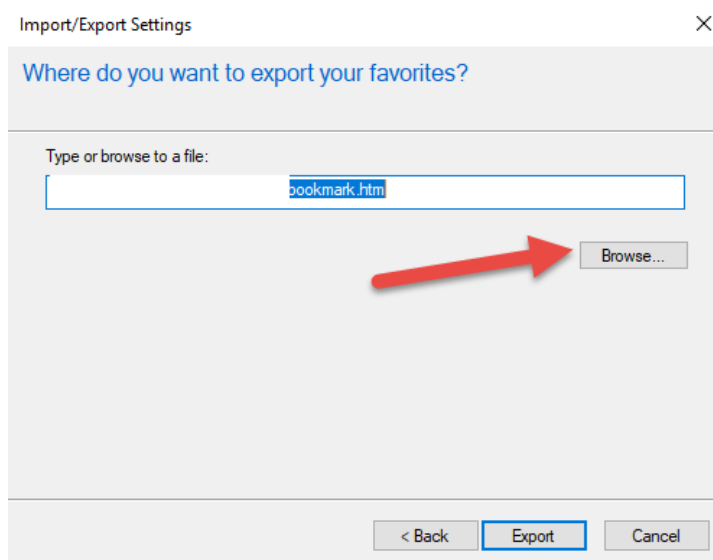 Import/Export Settings
Where do you want to export your favorites?
Type or browse to a file:
bookmark.htm
Browse...
< Back
Export
Cancel